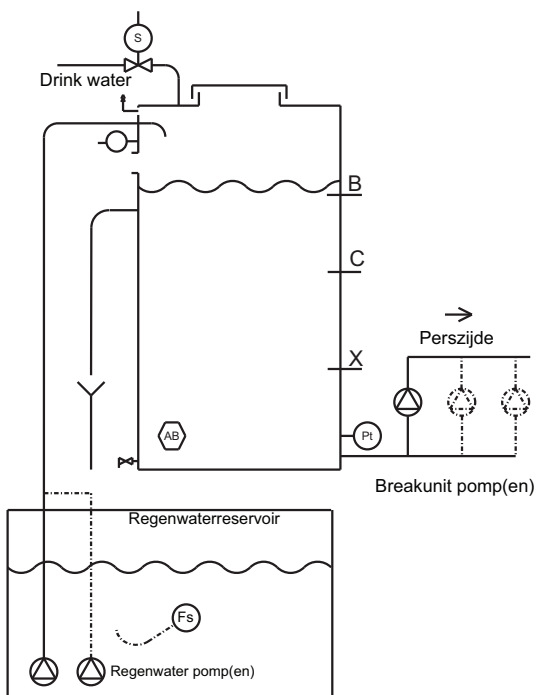 S
Drink water
B
C
X
Perszijde
AB
Pt
Breakunit pomp(en)
Regenwaterreservoir
Fs
Regenwater pomp(en)